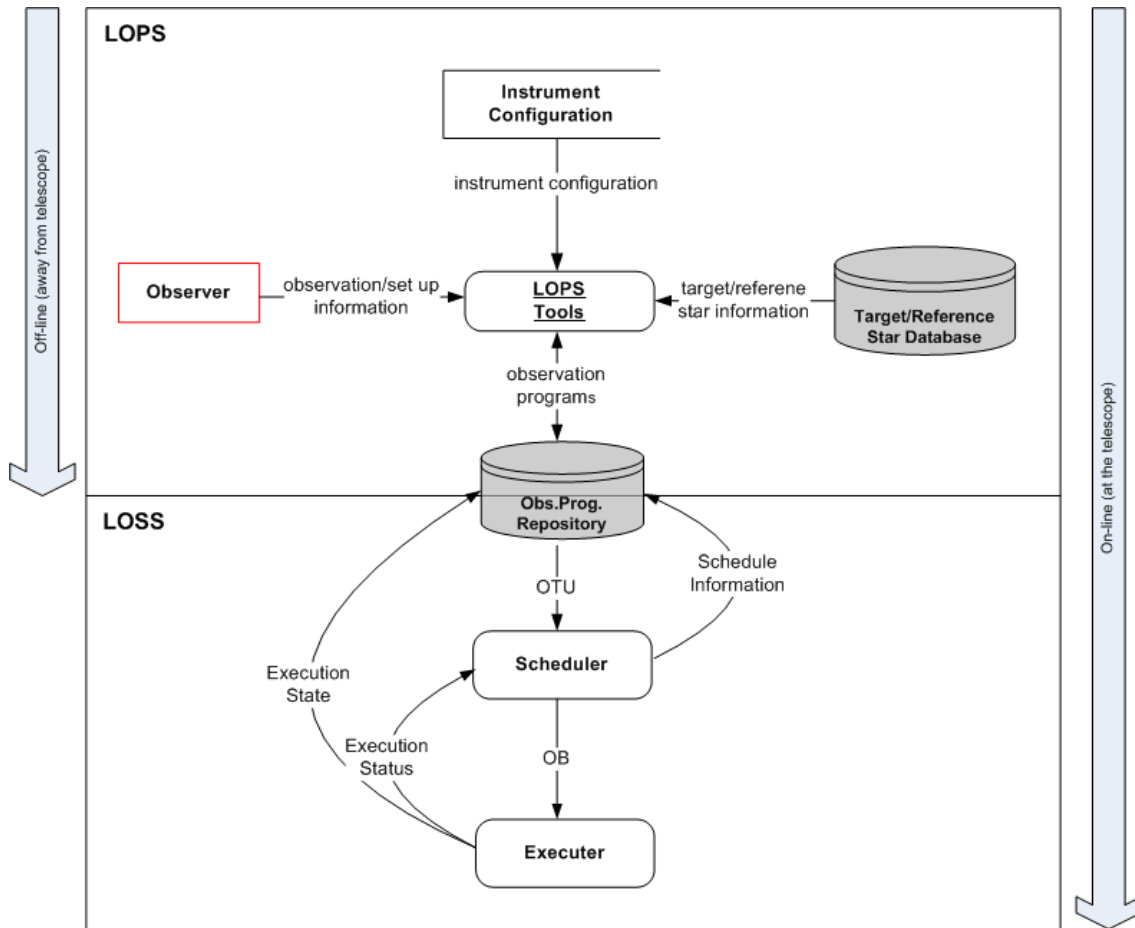 LOPS
Instrument
Configuration
instrument configuration
Off-line (away from telescope)
Observer
observation/set up
information
LOPS
Tools
target/referene
star information
Target/Reference
Star Database
On-line (at the telescope)
observation
programs
Obs.Prog.
Repository
LOSS
OTU
Schedule
Information
Scheduler
Execution
State
Execution
Status
OB
Executer